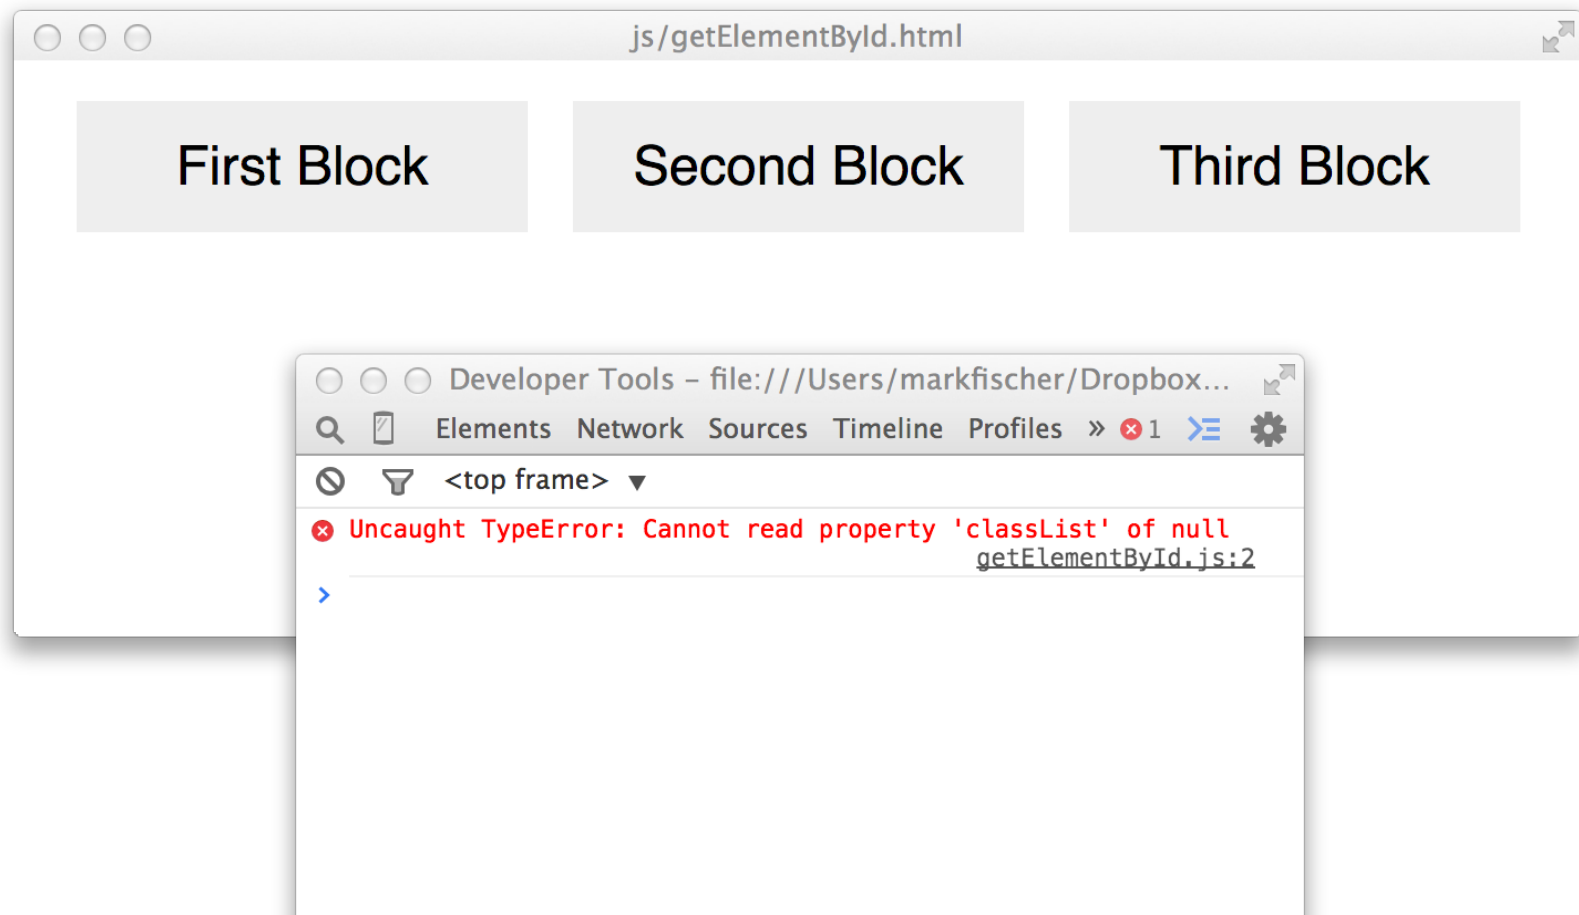 js/getElementById.html
First Block Second Block Third Block
Developer Tools – file:///Users/markfischer/Dropbox...
Elements Network Sources Timeline Profiles » 1
<top frame> ▼
Uncaught TypeError: Cannot read property 'classList' of null
getElementById.js:2
>